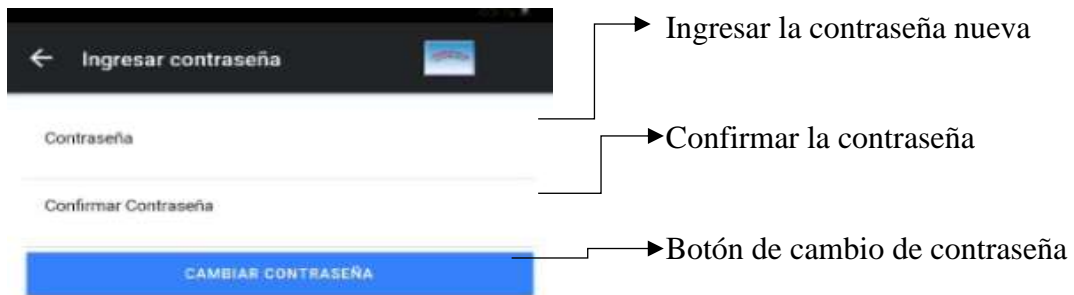 Ingresar contraseña
Contraseña
Confirmar Contraseña
CAMBIAR CONTRASEÑA
Ingresar la contraseña nueva
Confirmar la contraseña
Botón de cambio de contraseña